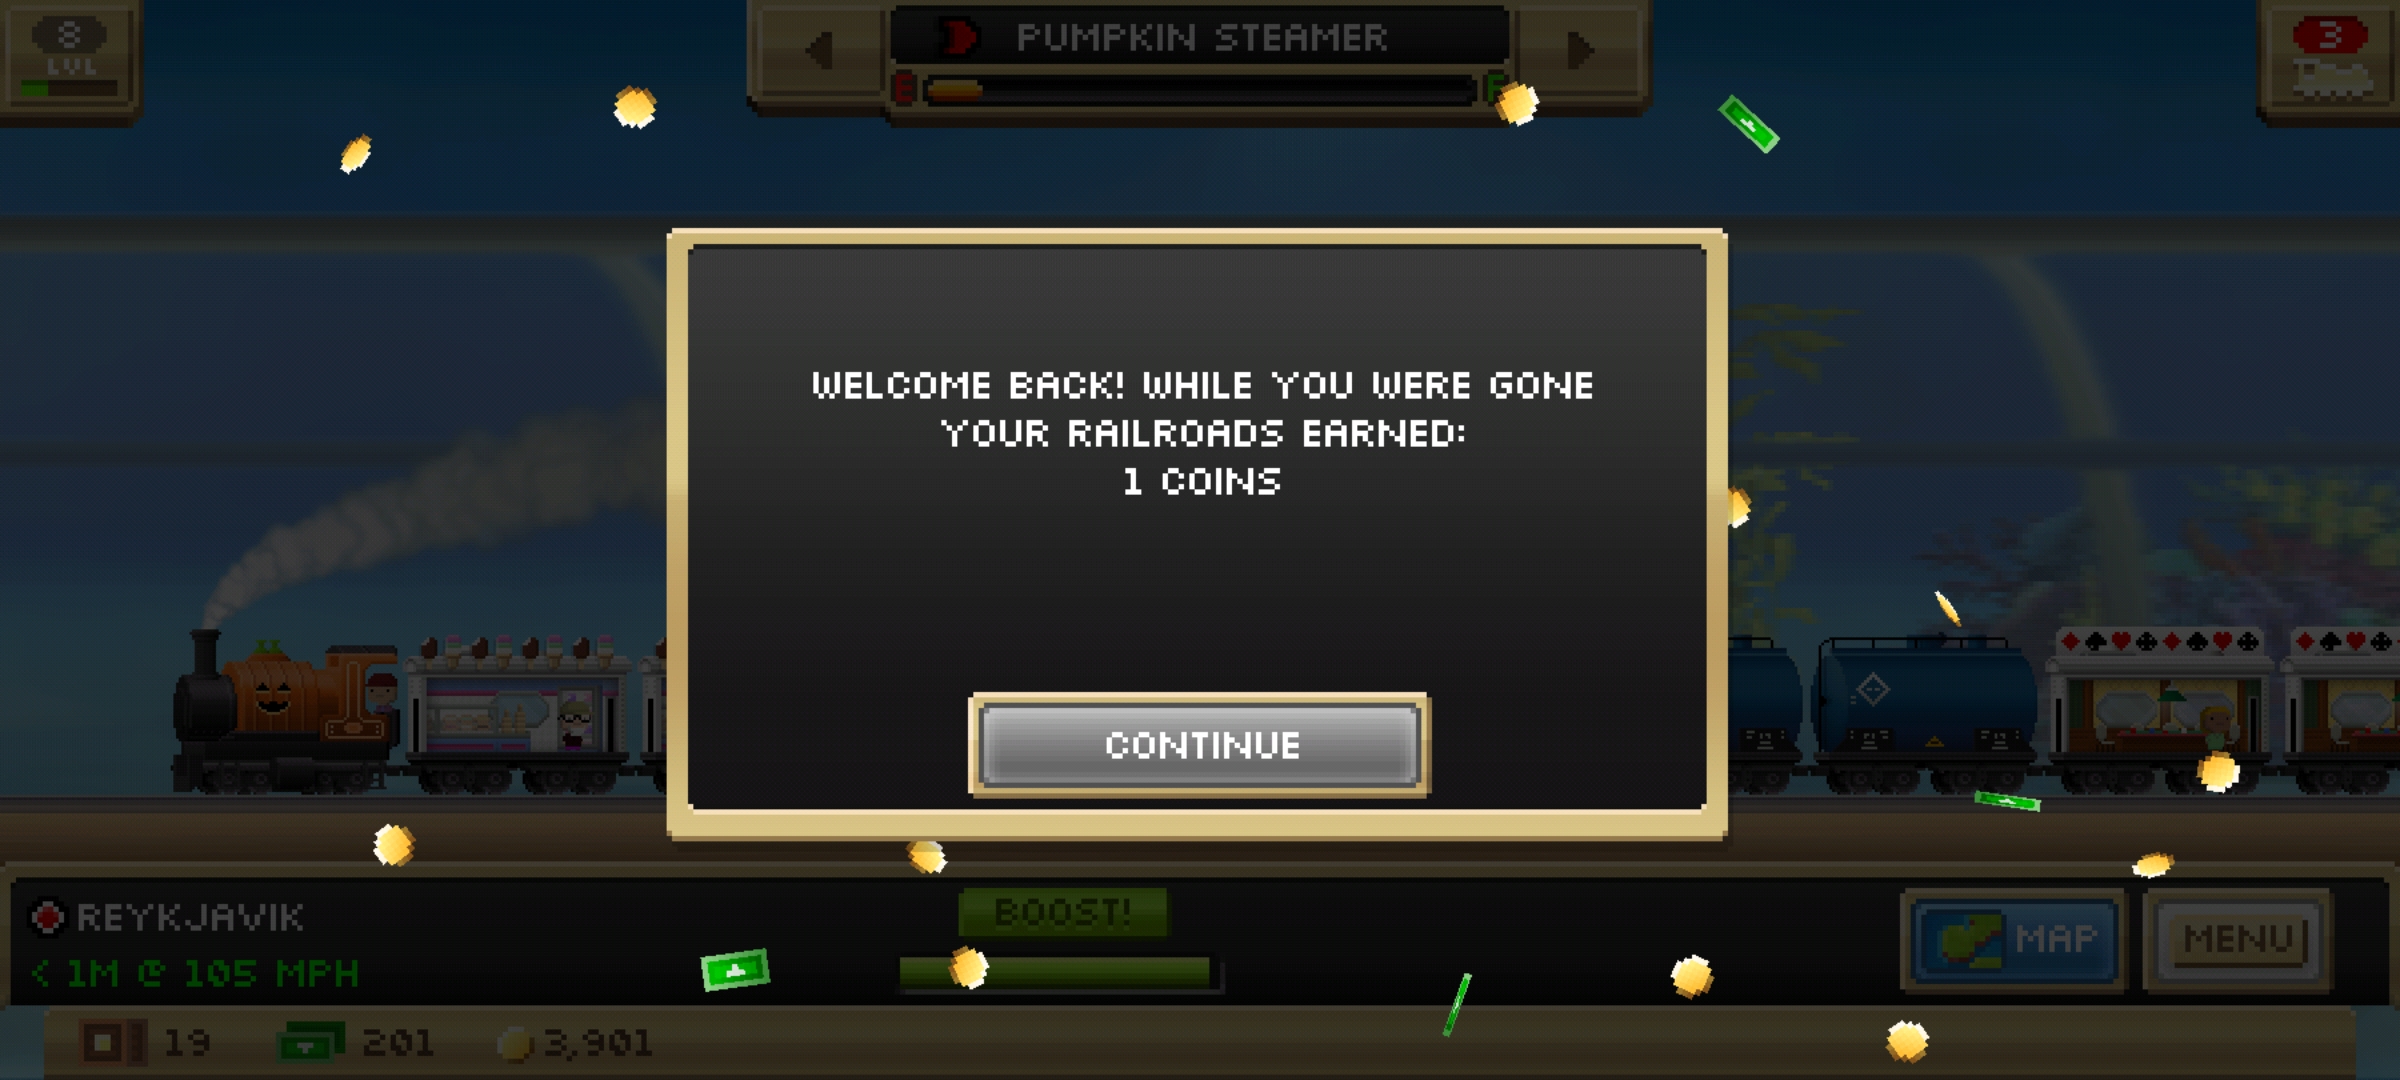 8
LVL
PUMPKIN STEAMER
E F
3
WELCOME BACK! WHILE YOU WERE GONE
YOUR RAILROADS EARNED:
1 COINS
CONTINUE
REYKJAVIK
< 1M @ 105 MPH
BOOST!
MAP
MENU
19
201
3,901